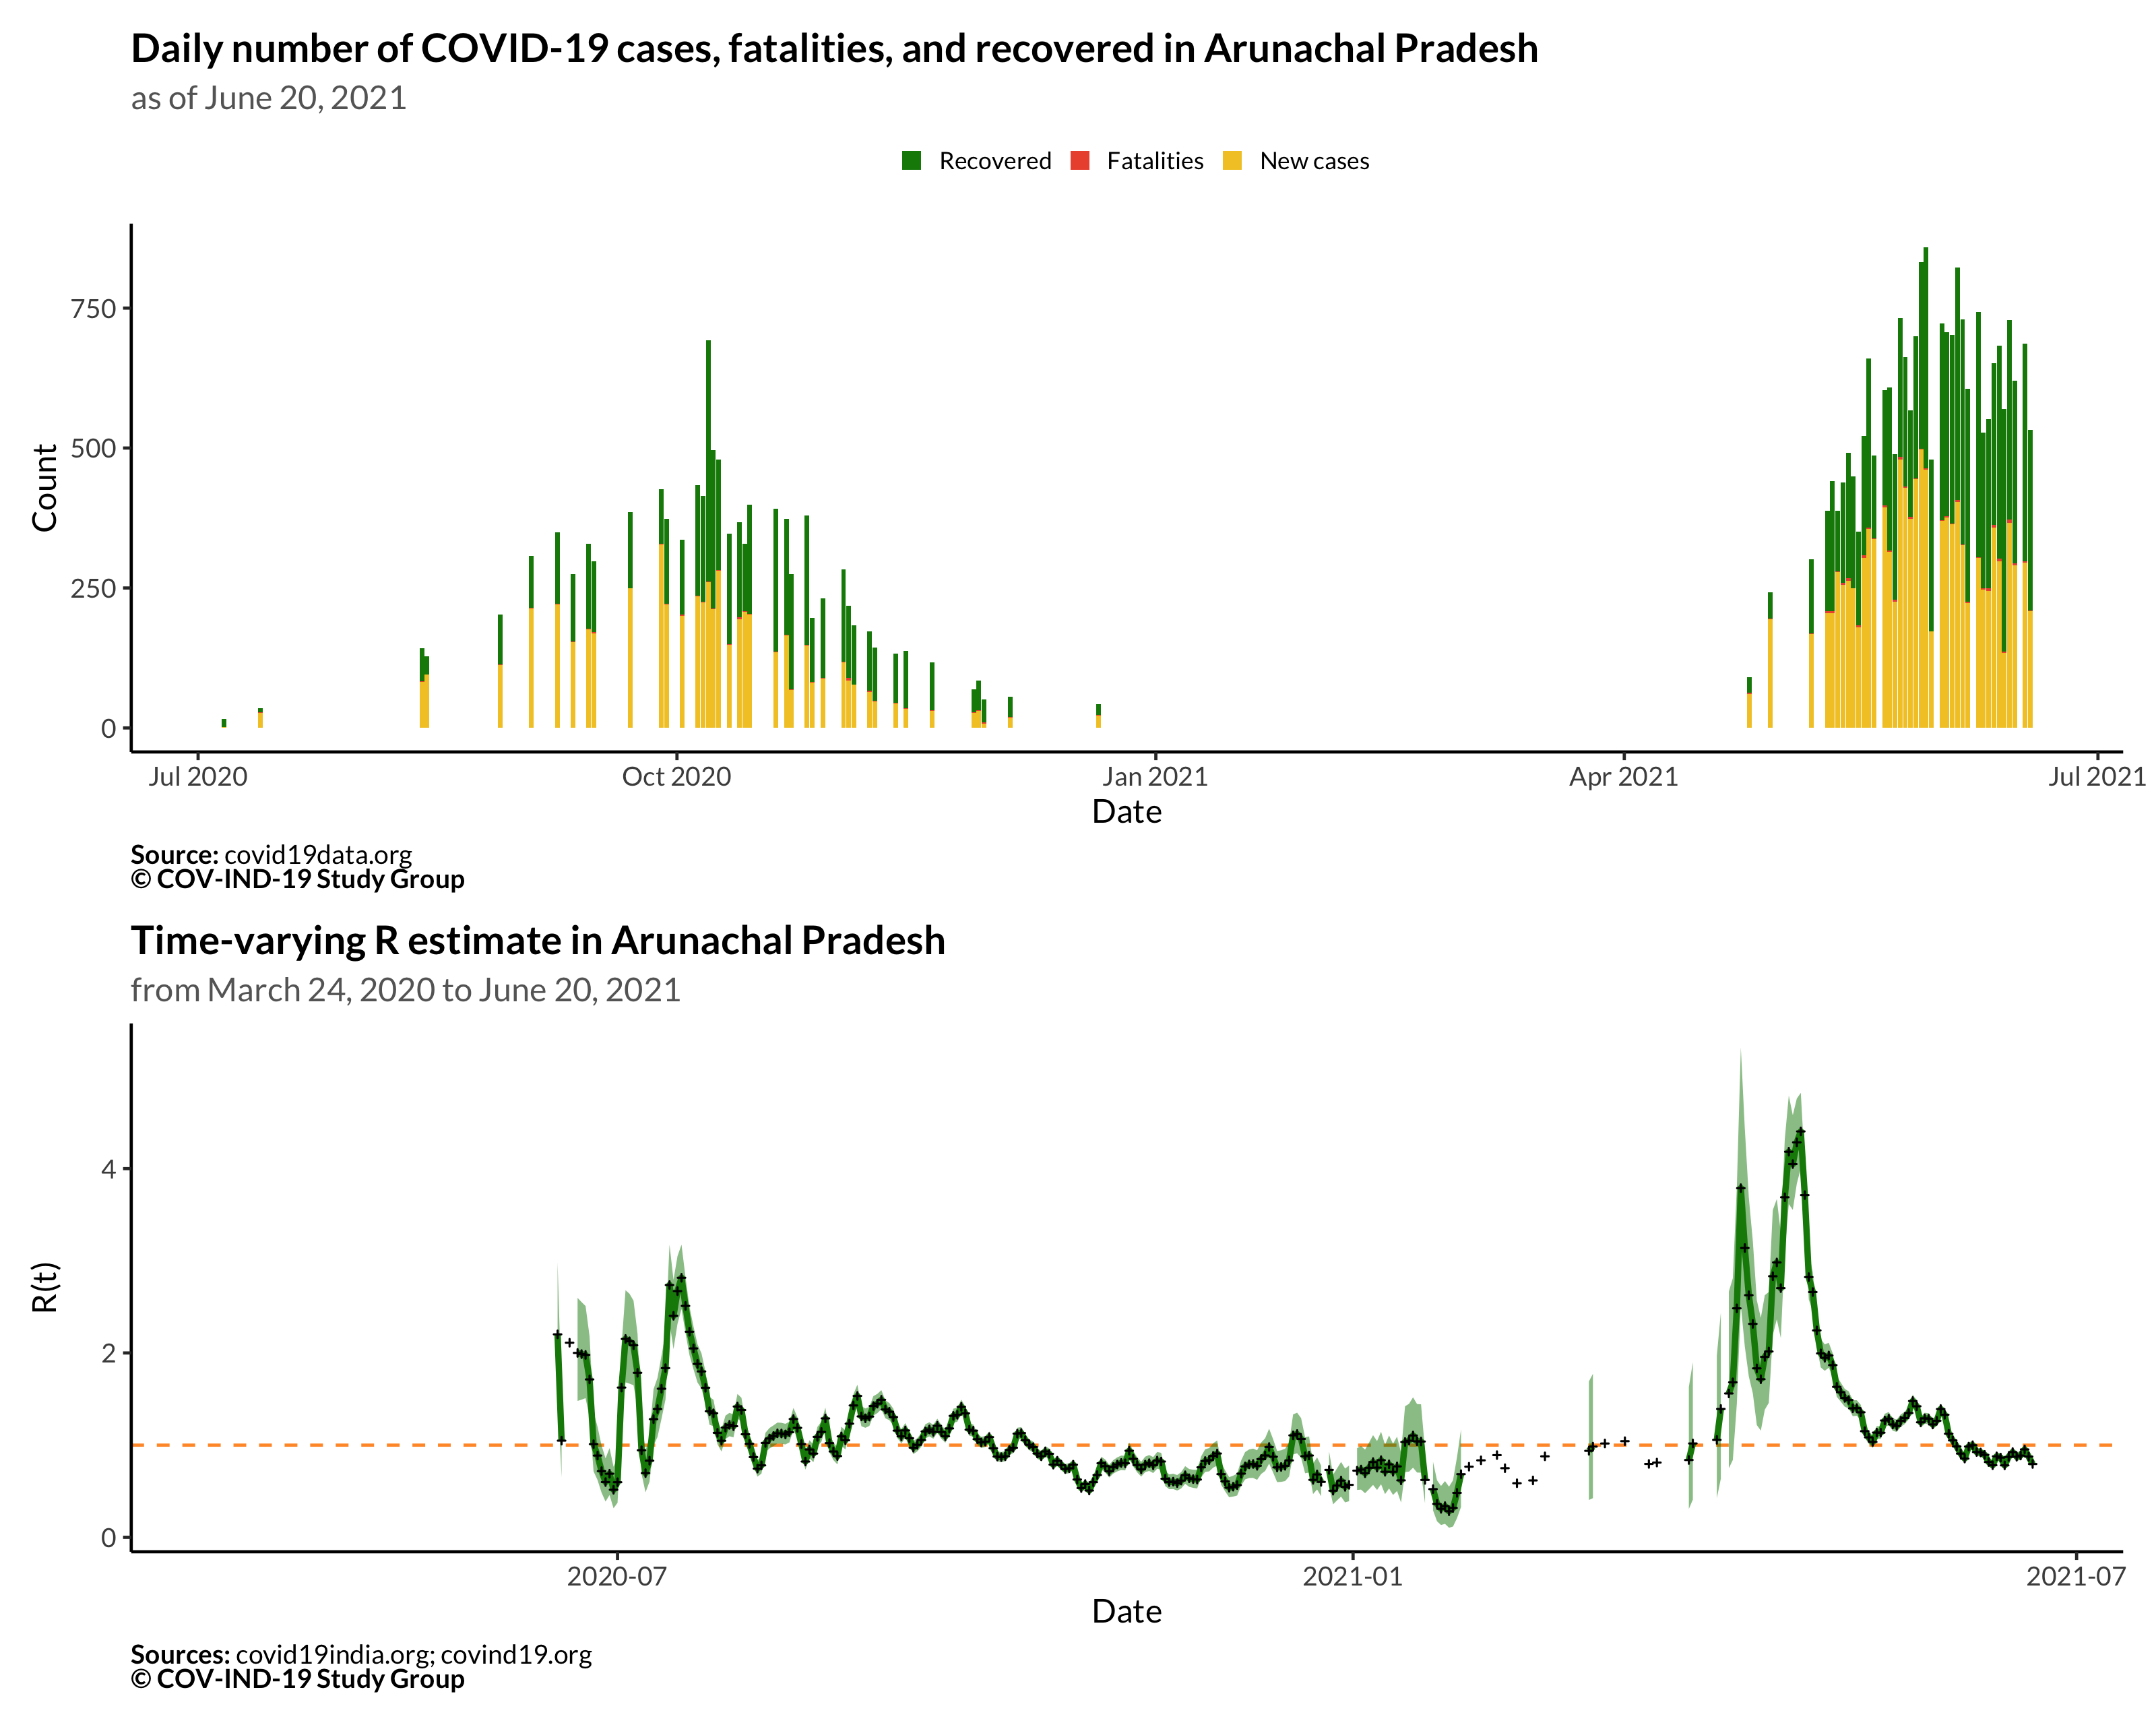 Daily number of COVID-19 cases, fatalities, and recovered in Arunachal Pradesh
as of June 20, 2021
Recovered Fatalities New cases
Count
750
500
250
0
Jul 2020 Oct 2020 Jan 2021 Apr 2021 Jul 2021
Date
Source: covid19data.org
© COV-IND-19 Study Group
Time-varying R estimate in Arunachal Pradesh
from March 24, 2020 to June 20, 2021
R(t)
4
2
0
2020-07 2021-01 2021-07
Date
Sources: covid19india.org; covind19.org
© COV-IND-19 Study Group